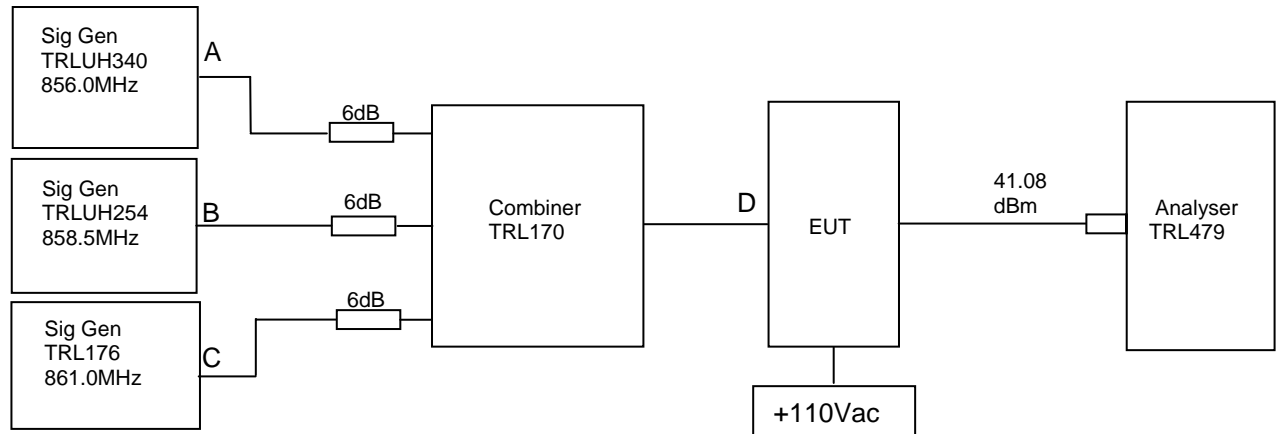 Sig Gen
TRLUH340
856.0MHz
A
6dB
Sig Gen
TRLUH254
858.5MHz
B
6dB
Sig Gen
TRL176
861.0MHz
C
6dB
Combiner
TRL170
D
EUT
+110Vac
41.08
dBm
Analyser
TRL479